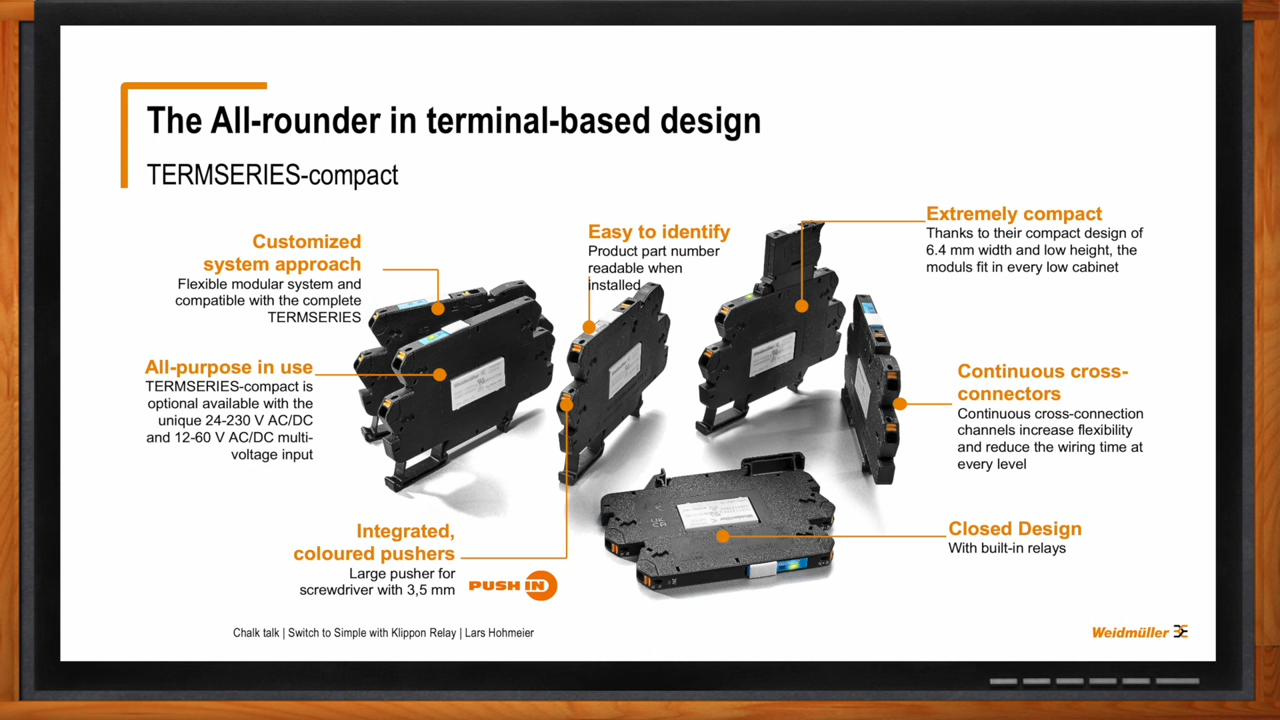 The All-rounder in terminal-based design
TERMSERIES-compact
Customized
system approach
Flexible modular system and
compatible with the complete
TERMSERIES
All-purpose in use
TERMSERIES-compact is
optional available with the
unique 24-230 V AC/DC
and 12-60 V AC/DC multi-
voltage input
Integrated,
coloured pushers
Large pusher for
screwdriver with 3,5 mm
PUSH IN
Easy to identify
Product part number
readable when
installed
Extremely compact
Thanks to their compact design of
6.4 mm width and low height, the
moduls fit in every low cabinet
Continuous cross-
connectors
Continuous cross-connection
channels increase flexibility
and reduce the wiring time at
every level
Closed Design
With built-in relays
Chalk talk | Switch to Simple with Klippon Relay | Lars Hohmeier
Weidmüller